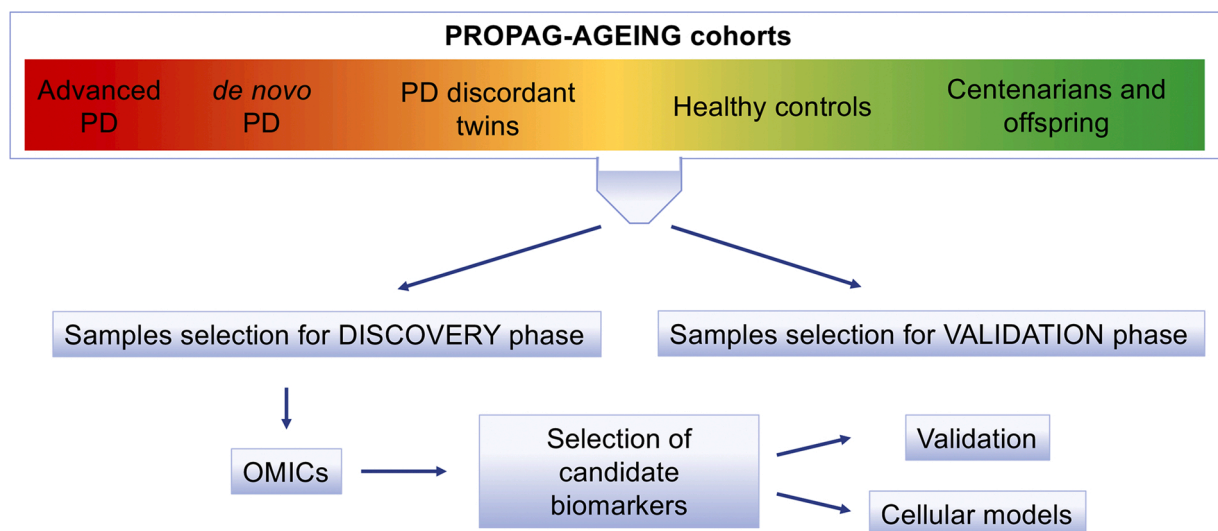 PROPAG-AGEING cohorts
Advanced
PD
de novo
PD
PD discordant
twins
Healthy controls
Centenarians and
offspring
Samples selection for DISCOVERY phase
Samples selection for VALIDATION phase
OMICs
Selection of
candidate
biomarkers
Validation
Cellular models